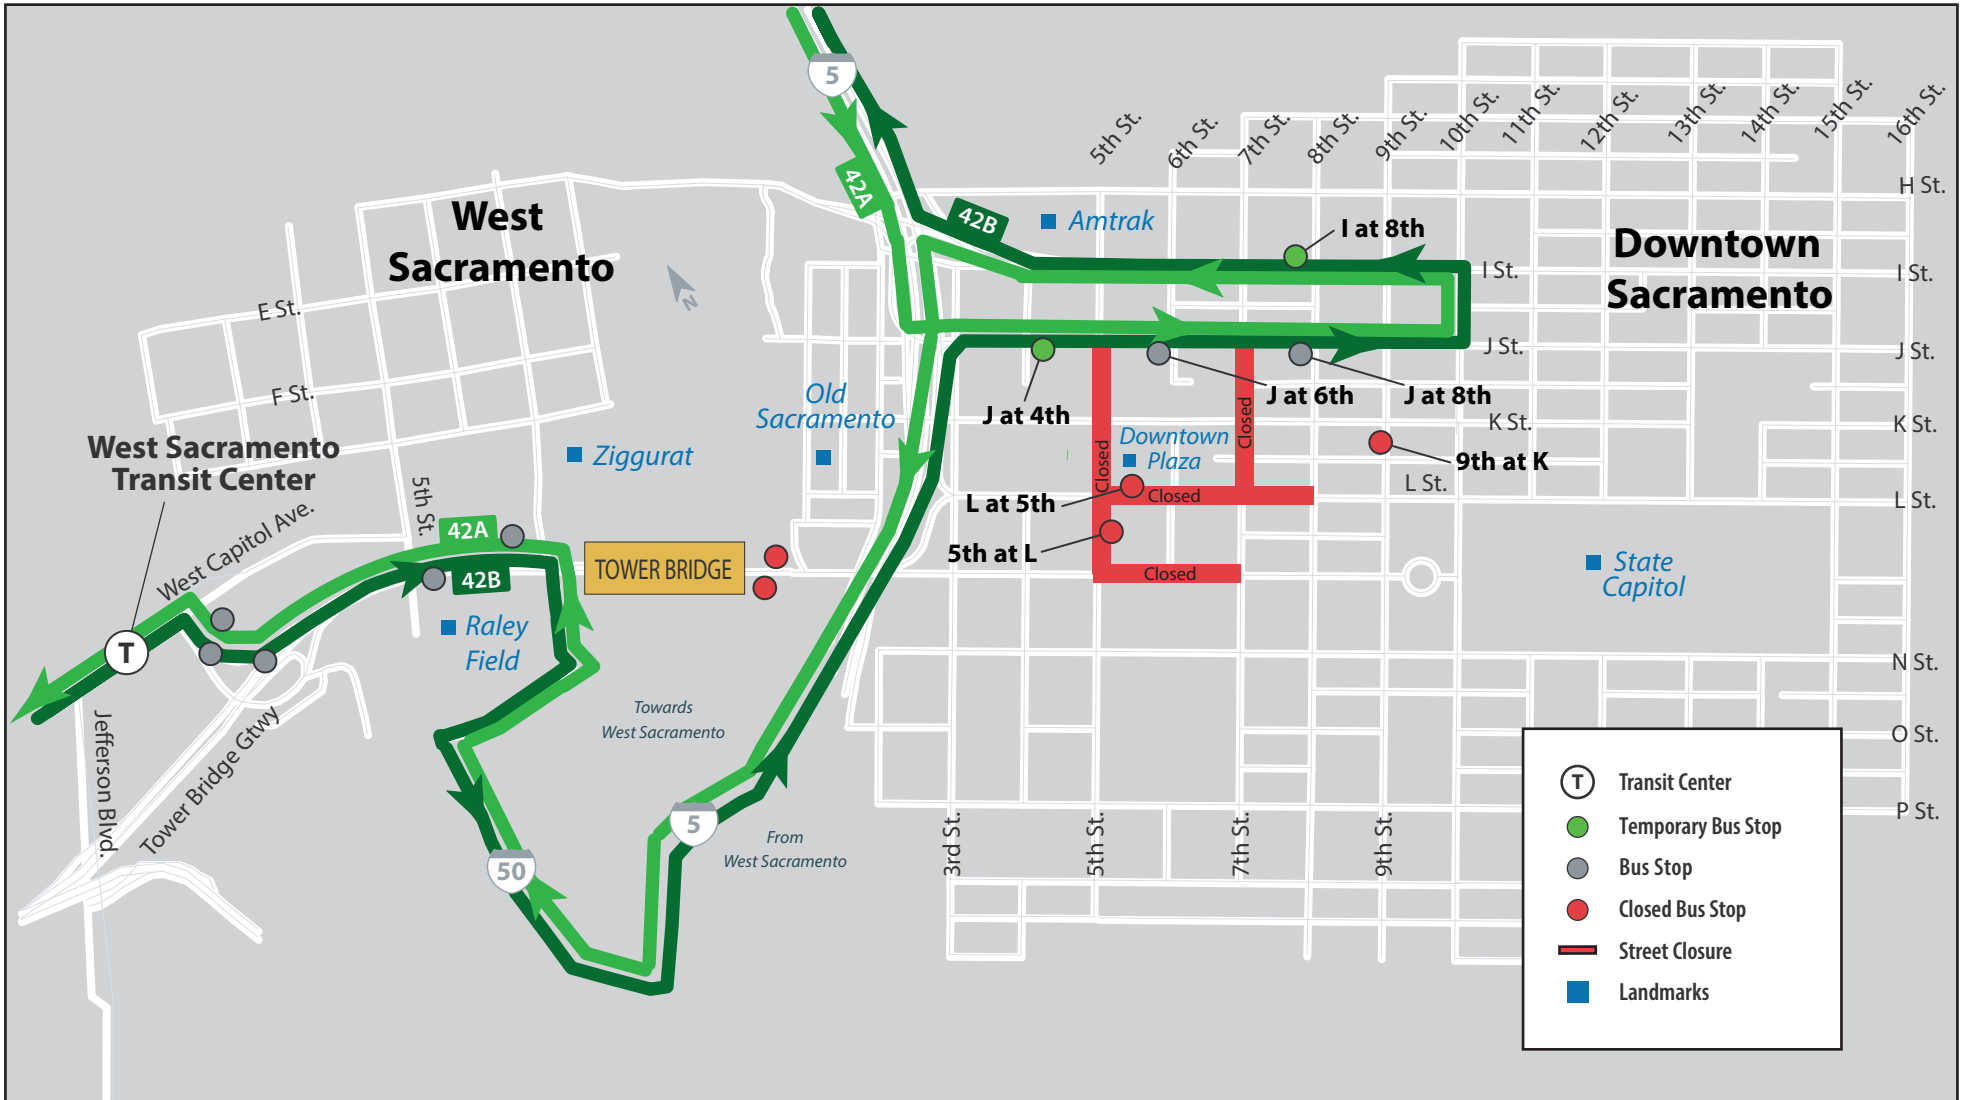 5
42A
42B
Amtrak
5th St.
6th St.
7th St.
8th St.
9th St.
10th St.
11th St.
12th St.
13th St.
14th St.
15th St.
16th St.
H St.
I at 8th
Downtown
Sacramento
I St.
I St.
J St.
J St.
West
Sacramento
N
E St.
F St.
Old
Sacramento
Ziggurat
J at 4th
J at 6th
J at 8th
K St.
K St.
Downtown
Plaza
Closed
Closed
9th at K
L St.
L St.
L at 5th
Closed
5th at L
Closed
State
Capitol
West Sacramento
Transit Center
West Capitol Ave.
5th St.
42A
42B
TOWER BRIDGE
T
Raley
Field
Jefferson Blvd.
Tower Bridge Gtwy
Towards
West Sacramento
5
From
West Sacramento
50
3rd St.
5th St.
7th St.
9th St.
N St.
O St.
P St.
T Transit Center
Temporary Bus Stop
Bus Stop
Closed Bus Stop
Street Closure
Landmarks